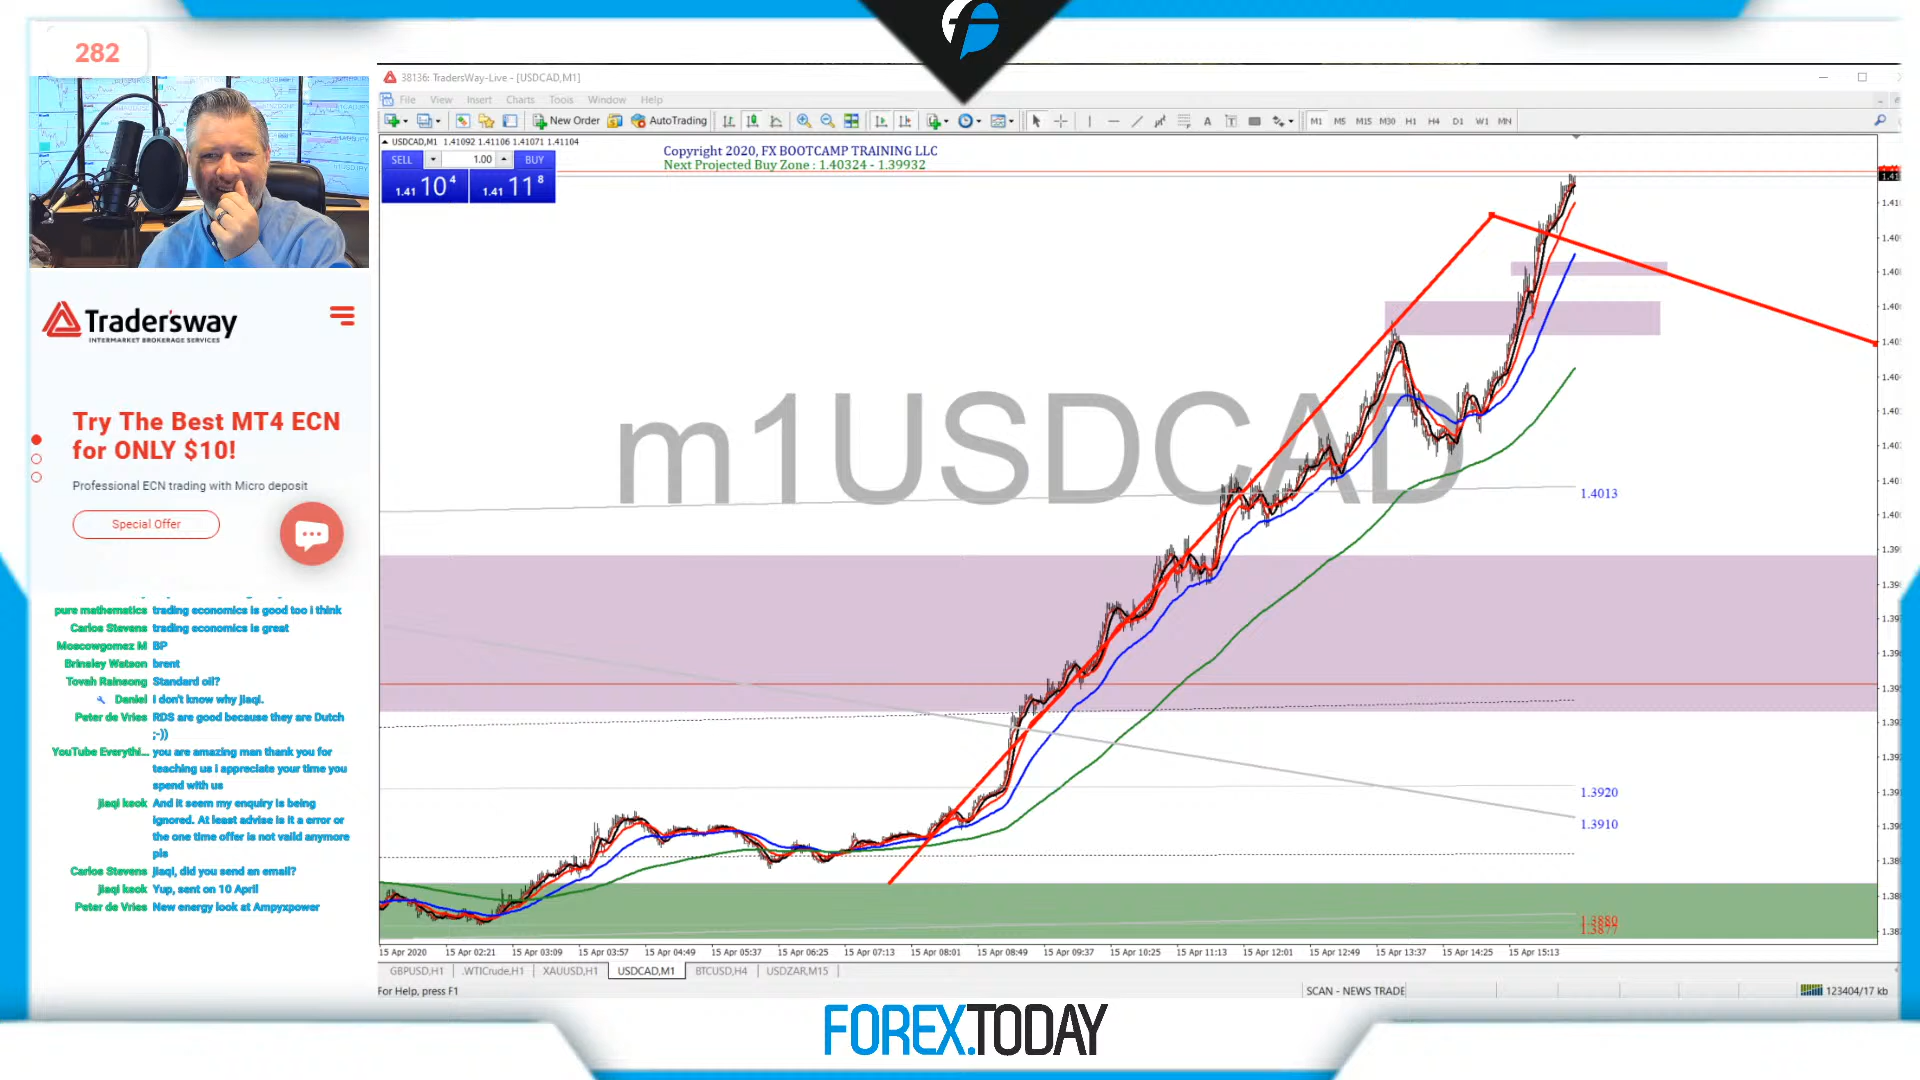 282
38136: TradersWay-Live - [USDCAD,M1]
File View Insert Charts Tools Window Help
New Order AutoTrading A T M1 M5 M15 M30 H1 H4 D1 W1 MN
USDCAD,M1 1.41092 1.41106 1.41071 1.41104
SELL 1.00 BUY
1.41 10 4 1.41 11 8
Copyright 2020, FX BOOTCAMP TRAINING LLC
Next Projected Buy Zone : 1.40324 - 1.39932
m1USDCAD
1.4013
1.3920
1.3910
1.3880
1.3877
15 Apr 2020 15 Apr 02:21 15 Apr 03:09 15 Apr 03:57 15 Apr 04:49 15 Apr 05:37 15 Apr 06:25 15 Apr 07:13 15 Apr 08:01 15 Apr 08:49 15 Apr 09:37 15 Apr 10:25 15 Apr 11:13 15 Apr 12:01 15 Apr 12:49 15 Apr 13:37 15 Apr 14:25 15 Apr 15:13
GBPUSD,H1 .WTICrude,H1 XAUUSD,H1 USDCAD,M1 BTCUSD,H4 USDZAR,M15
For Help, press F1 SCAN - NEWS TRADE 123404/17 kb
Tradersway
INTERMARKET BROKERAGE SERVICES
Try The Best MT4 ECN
for ONLY $10!
Professional ECN trading with Micro deposit
Special Offer
pure mathematics trading economics is good too i think
Carlos Stevens trading economics is great
Moscowgomez M BP
Brinsley Watson brent
Tovah Rainsong Standard oil?
Daniel I don't know why jiaqi.
Peter de Vries RDS are good because they are Dutch
;-))
YouTube Everythi... you are amazing man thank you for
teaching us i appreciate your time you
spend with us
jiaqi keok And it seem my enquiry is being
ignored. At least advise is it a error or
the one time offer is not vaild anymore
pls
Carlos Stevens jiaqi, did you send an email?
jiaqi keok Yup, sent on 10 April
Peter de Vries New energy look at Ampyxpower
FOREX.TODAY